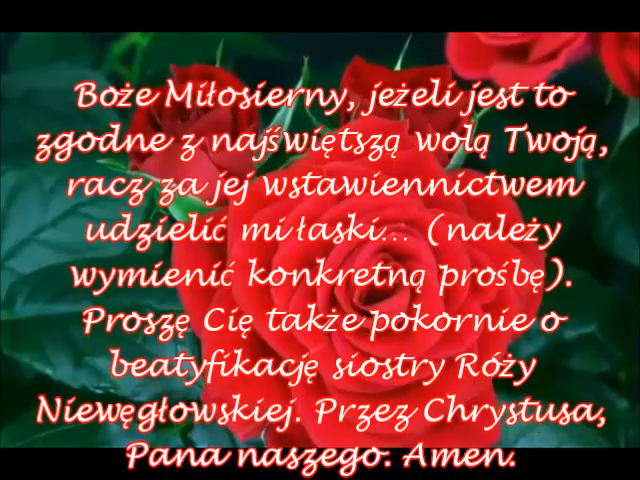 Boże Miłosierny, jeżeli jest to
zgodne z najświętszą wolą Twoją,
racz za jej wstawiennictwem
udzielić mi łaski... (należy
wymienić konkretną prośbę).
Proszę Cię także pokornie o
beatyfikację siostry Róży
Niewęgłowskiej. Przez Chrystusa,
Pana naszego. Amen.